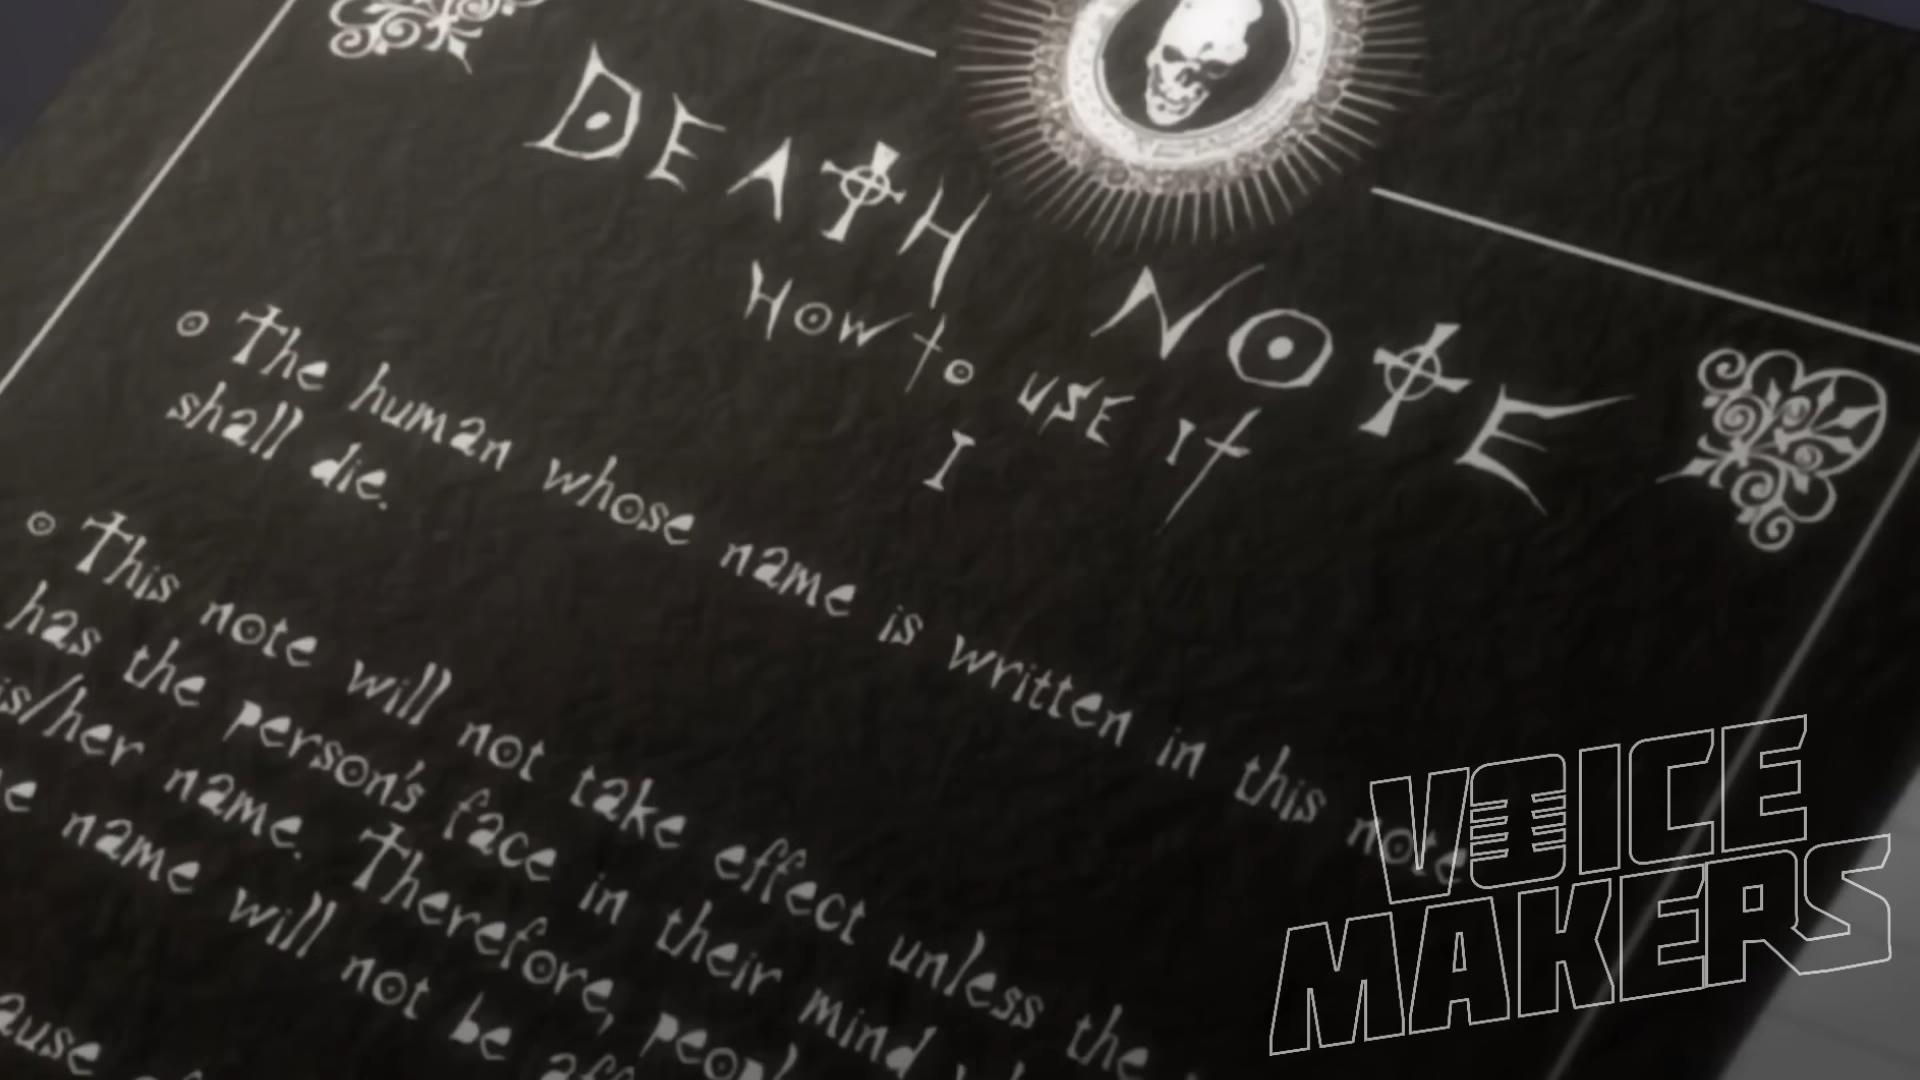 DEATH NOTE
How to use it
I
The human whose name is written in this note
shall die.
This note will not take effect unless the
has the person's face in their mind
is/her name. Therefore,
name will not be
VOICE
MAKERS